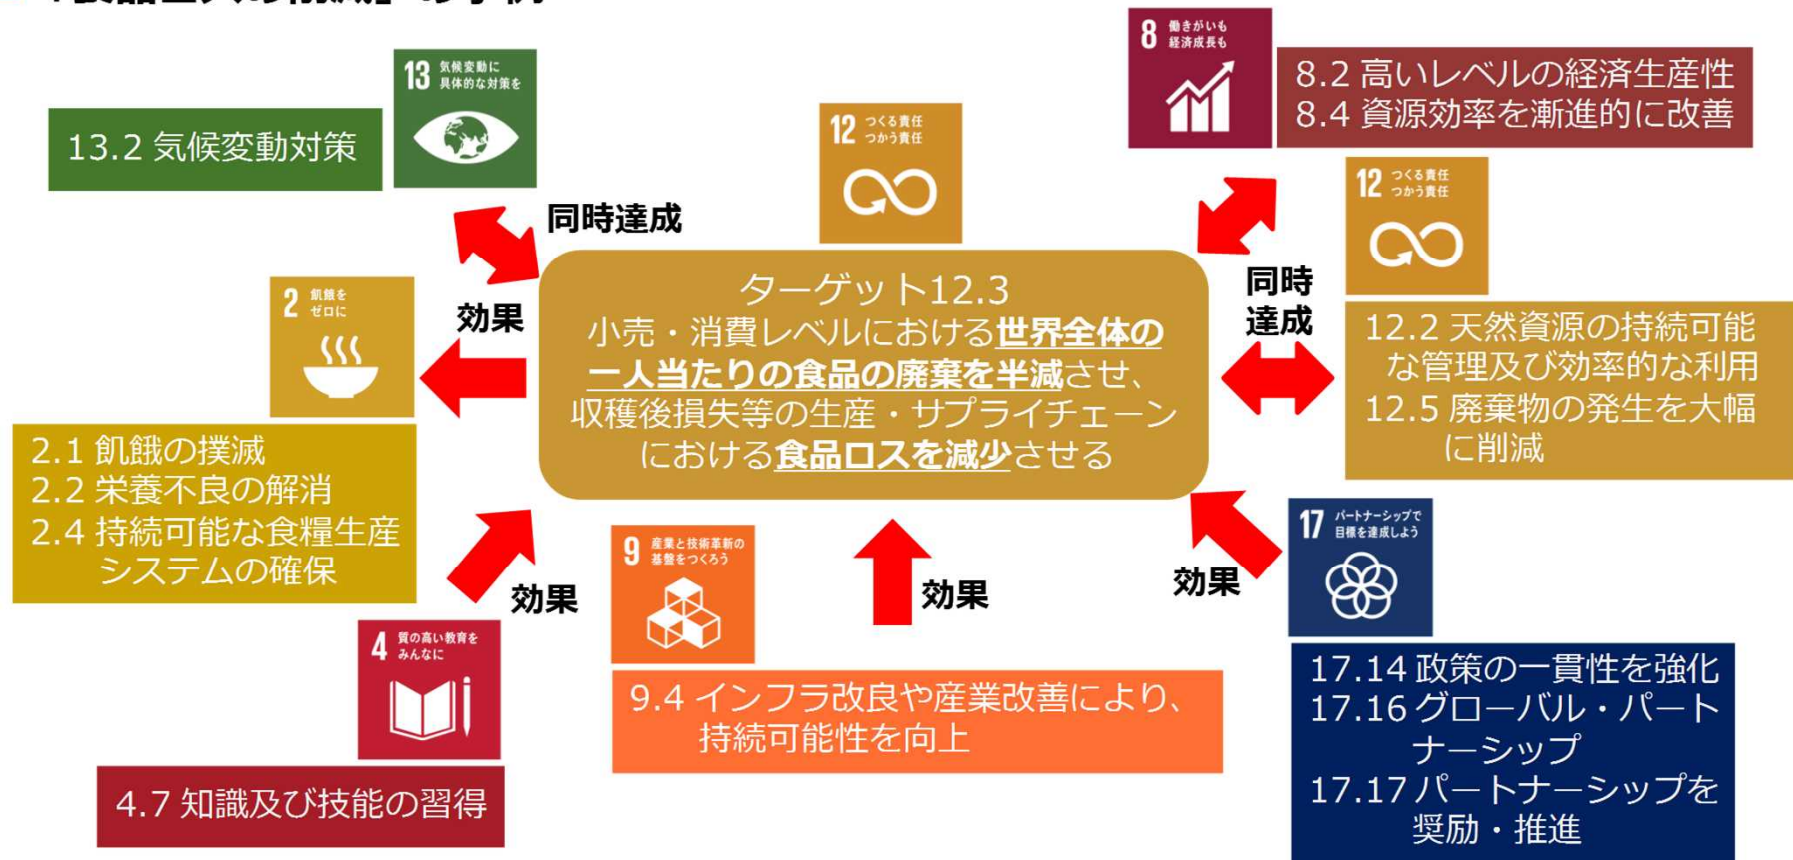 13 気候変動に
具体的な対策を
13.2 気候変動対策
12 つくる責任
つかう責任
8 働きがいも
経済成長も
8.2 高いレベルの経済生産性
8.4 資源効率を漸進的に改善
同時達成
2 飢餓を
ゼロに
効果
ターゲット12.3
小売・消費レベルにおける世界全体の
一人当たりの食品の廃棄を半減させ、
収穫後損失等の生産・サプライチェーン
における食品ロスを減少させる
同時
達成
12 つくる責任
つかう責任
12.2 天然資源の持続可能
な管理及び効率的な利用
12.5 廃棄物の発生を大幅
に削減
2.1 飢餓の撲滅
2.2 栄養不良の解消
2.4 持続可能な食糧生産
システムの確保
効果
4 質の高い教育を
みんなに
4.7 知識及び技能の習得
9 産業と技術革新の
基盤をつくろう
効果
9.4 インフラ改良や産業改善により、
持続可能性を向上
効果
17 パートナーシップで
目標を達成しよう
17.14 政策の一貫性を強化
17.16 グローバル・パート
ナーシップ
17.17 パートナーシップを
奨励・推進